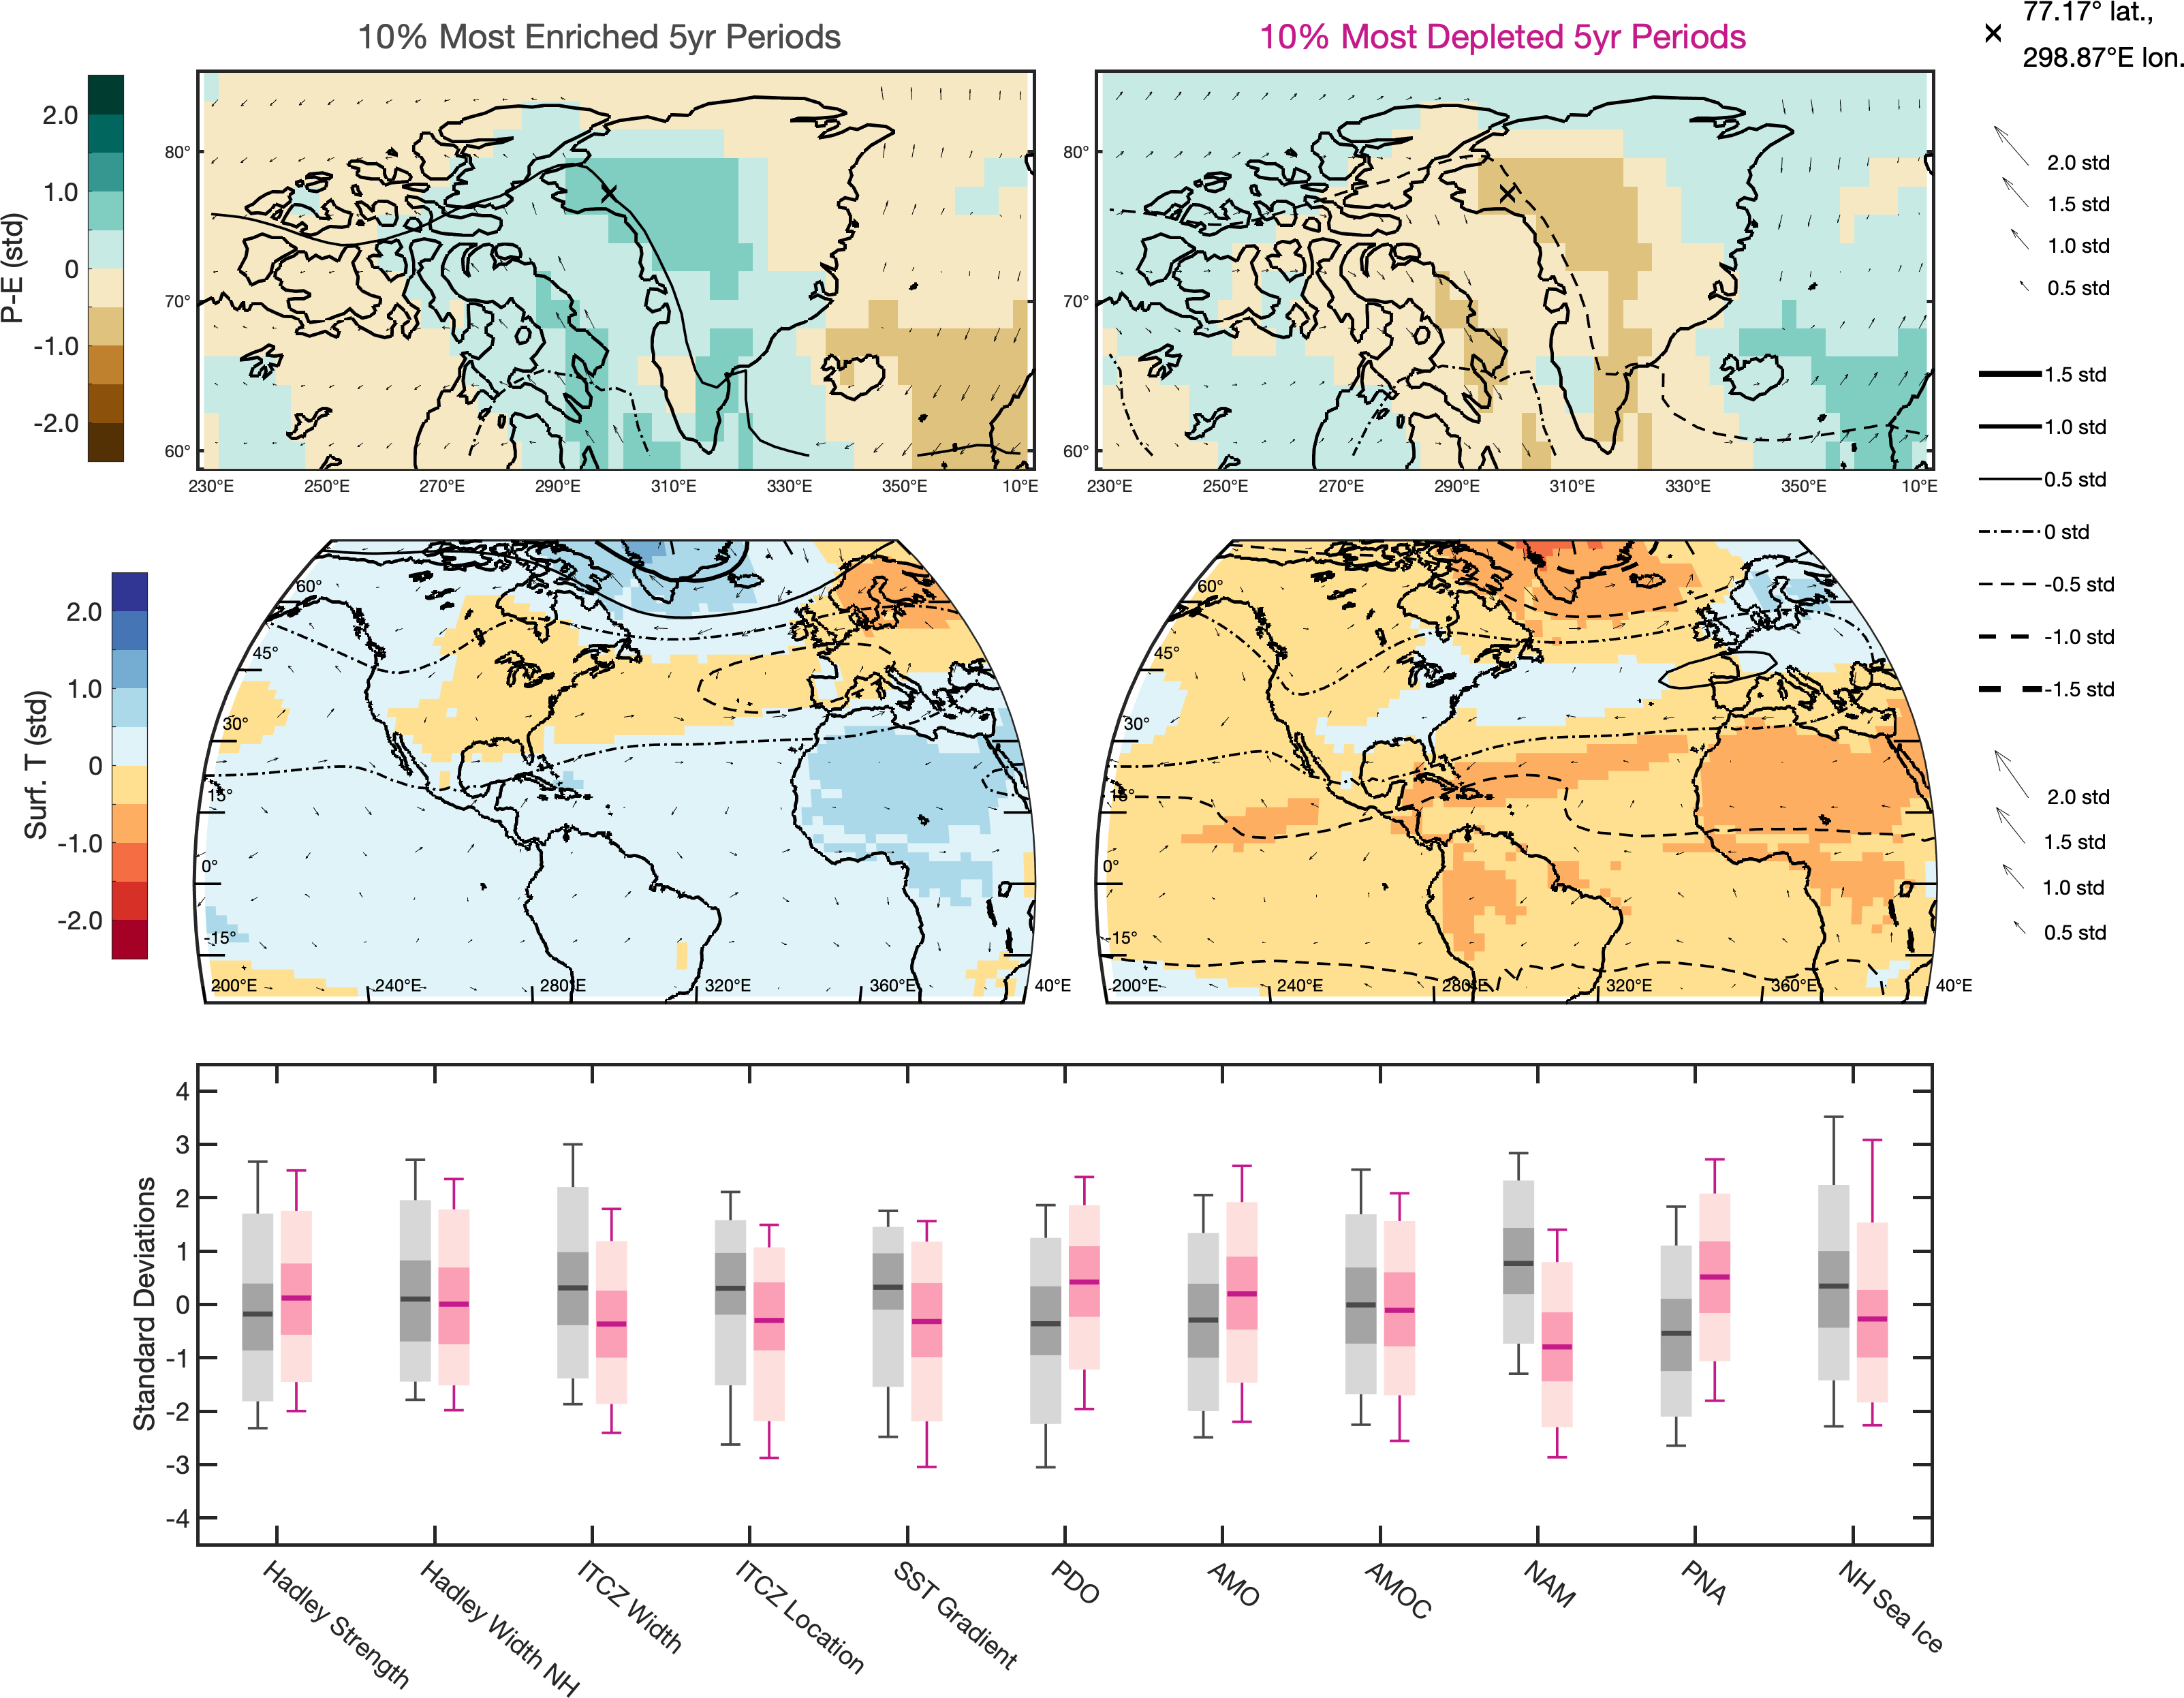 10% Most Enriched 5yr Periods
10% Most Depleted 5yr Periods
77.17° lat.,
298.87°E lon.
P-E (std)
2.0
1.0
0
-1.0
-2.0
80°
70°
60°
230°E 250°E 270°E 290°E 310°E 330°E 350°E 10°E
80°
70°
60°
230°E 250°E 270°E 290°E 310°E 330°E 350°E 10°E
2.0 std
1.5 std
1.0 std
0.5 std
1.5 std
1.0 std
0.5 std
0 std
-0.5 std
-1.0 std
-1.5 std
Surf. T (std)
2.0
1.0
0
-1.0
-2.0
60°
45°
30°
15°
0°
-15°
200°E 240°E 280°E 320°E 360°E 40°E
60°
45°
30°
15°
0°
-15°
200°E 240°E 280°E 320°E 360°E 40°E
2.0 std
1.5 std
1.0 std
0.5 std
Standard Deviations
4
3
2
1
0
-1
-2
-3
-4
Hadley Strength
Hadley Width NH
ITCZ Width
ITCZ Location
SST Gradient
PDO
AMO
AMOC
NAM
PNA
NH Sea Ice